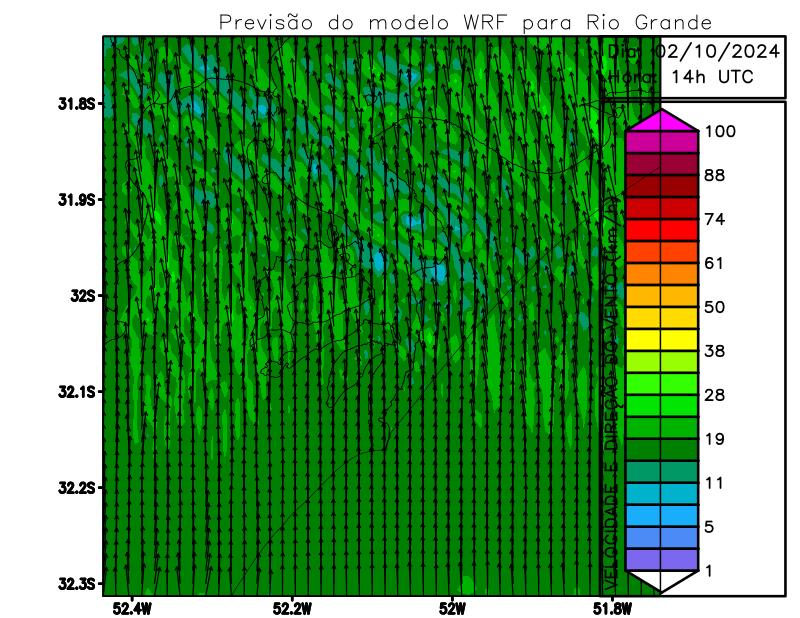 Previsão do modelo WRF para Rio Grande
Dia: 02/10/2024
Hora: 14h UTC
31.8S
31.9S
32S
32.1S
32.2S
32.3S
52.4W
52.2W
52W
51.8W
VELOCIDADE E DIREÇÃO DO VENTO (km/h)
100
88
74
61
50
38
28
19
11
5
1